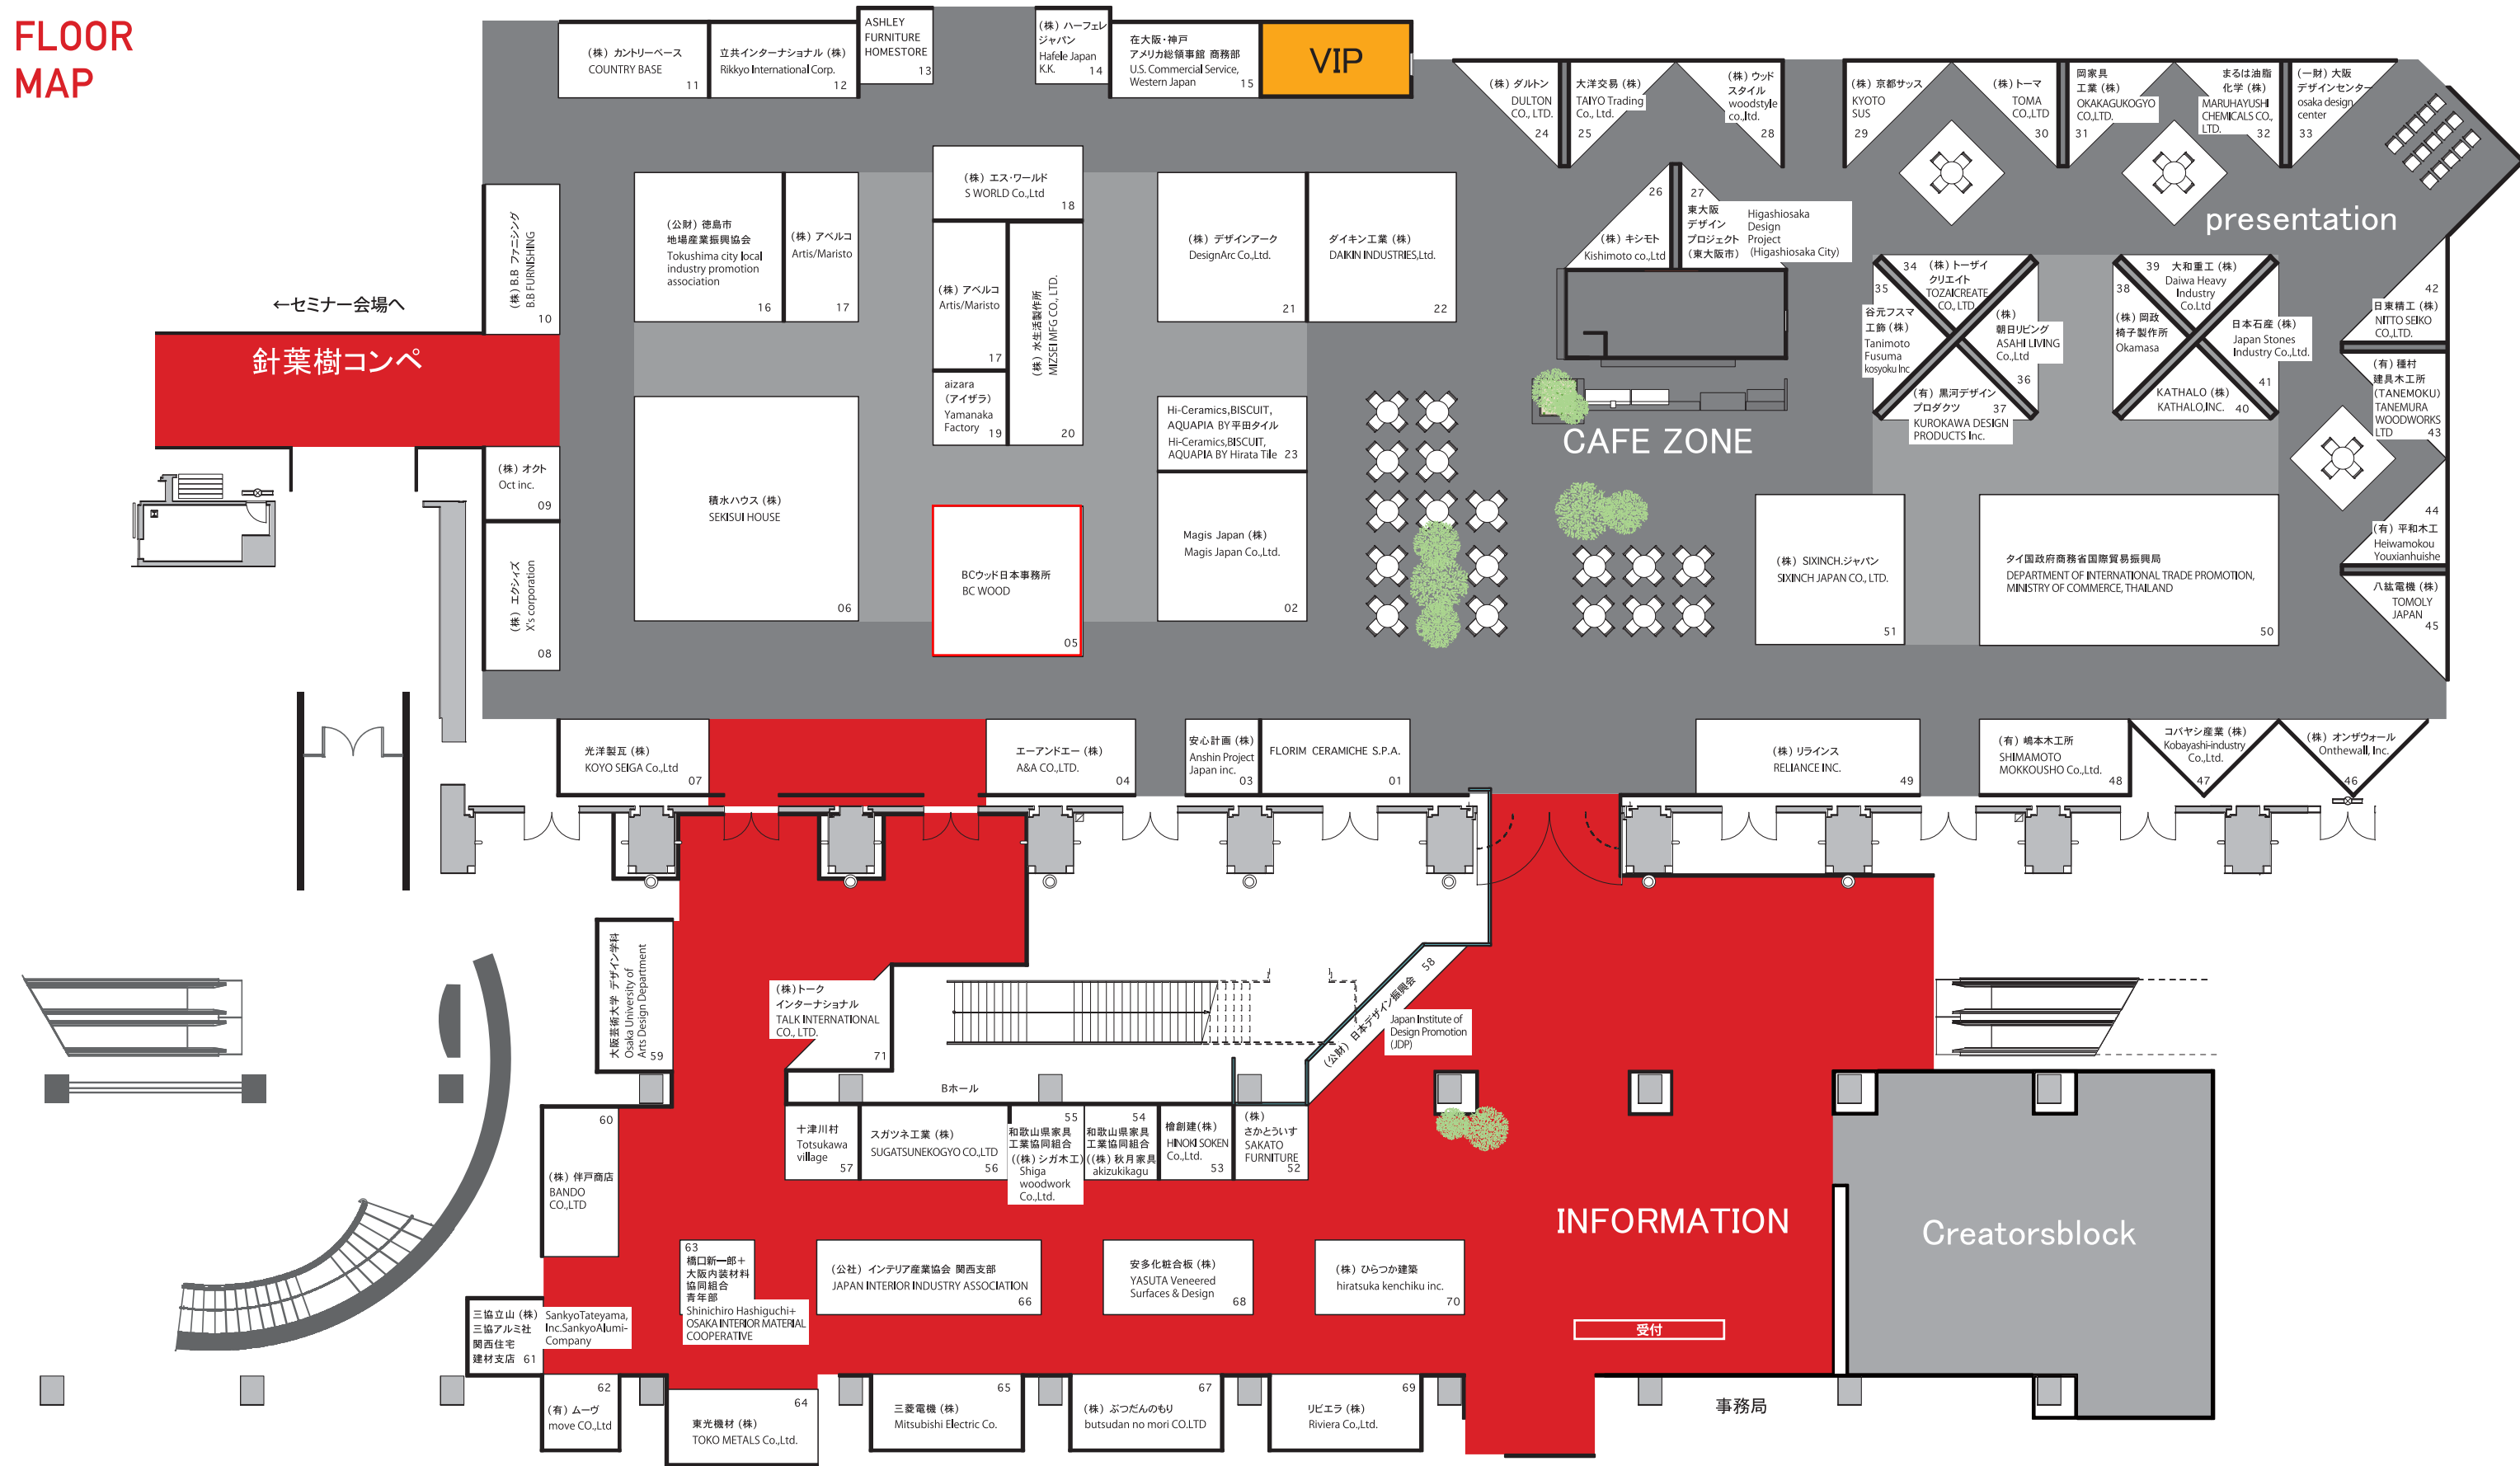 FLOOR
MAP
(株) カントリーベース
COUNTRY BASE
11
立共インターナショナル (株)
Rikkyo International Corp.
12
ASHLEY
FURNITURE
HOMESTORE
13
(株) ハーフェレ
ジャパン
Hafele Japan
K.K.
14
在大阪・神戸
アメリカ総領事館 商務部
U.S. Commercial Service,
Western Japan
15
VIP
(株) ダルトン
DULTON
CO., LTD.
24
大洋交易 (株)
TAIYO Trading
Co., Ltd.
25
(株) ウッド
スタイル
woodstyle
co.,ltd.
28
(株) 京都サッス
KYOTO
SUS
29
(株) トーマ
TOMA
CO.,LTD
30
岡家具
工業 (株)
OKAKAGUKOGYO
CO.,LTD.
31
まるは油脂
化学 (株)
MARUHAYUSHI
CHEMICALS CO.,
LTD.
32
(一財) 大阪
デザインセンター
osaka design
center
33
presentation
(株) B.B ファニシング
B.B FURNISHING
10
(公財) 徳島市
地場産業振興協会
Tokushima city local
industry promotion
association
16
(株) アベルコ
Artis/Maristo
17
(株) エス・ワールド
S WORLD Co.,Ltd
18
(株) アベルコ
Artis/Maristo
17
(株) 水生活製作所
MIZSEI MFG CO., LTD.
20
aizara
(アイザラ)
Yamanaka
Factory
19
(株) デザインアーク
DesignArc Co.,Ltd.
21
ダイキン工業 (株)
DAIKIN INDUSTRIES,Ltd.
22
26
(株) キシモト
Kishimoto co.,Ltd
27
東大阪
デザイン
プロジェクト
(東大阪市)
Higashiosaka
Design
Project
(Higashiosaka City)
34
(株) トーザイ
クリエイト
TOZAICREATE
CO., LTD
35
谷元フスマ
工飾 (株)
Tanimoto
Fusuma
kosyoku Inc
(株)
朝日リビング
ASAHI LIVING
Co.,Ltd
36
(有) 黒河デザイン
プロダクツ
37
KUROKAWA DESIGN
PRODUCTS Inc.
39
大和重工 (株)
Daiwa Heavy
Industry
Co.Ltd
38
(株) 岡政
椅子製作所
Okamasa
日本石産 (株)
Japan Stones
Industry Co.,Ltd.
41
KATHALO (株)
KATHALO,INC.
40
42
日東精工 (株)
NITTO SEIKO
CO.,LTD.
(有) 種村
建具木工所
(TANEMOKU)
TANEMURA
WOODWORKS
LTD
43
←セミナー会場へ
針葉樹コンペ
(株) オクト
Oct inc.
09
積水ハウス (株)
SEKISUI HOUSE
06
Hi-Ceramics,BISCUIT,
AQUAPIA BY平田タイル
Hi-Ceramics,BISCUIT,
AQUAPIA BY Hirata Tile
23
Magis Japan (株)
Magis Japan Co.,Ltd.
02
CAFE ZONE
44
(有) 平和木工
Heiwamokou
Youxianhuishe
(株) エクシィズ
X's corporation
08
BCウッド日本事務所
BC WOOD
05
(株) SIXINCH.ジャパン
SIXINCH JAPAN CO., LTD.
51
タイ国政府商務省国際貿易振興局
DEPARTMENT OF INTERNATIONAL TRADE PROMOTION,
MINISTRY OF COMMERCE, THAILAND
50
八紘電機 (株)
TOMOLY
JAPAN
45
光洋製瓦 (株)
KOYO SEIGA Co.,Ltd
07
エーアンドエー (株)
A&A CO.,LTD.
04
安心計画 (株)
Anshin Project
Japan inc.
03
FLORIM CERAMICHE S.P.A.
01
(株) リラインス
RELIANCE INC.
49
(有) 嶋本木工所
SHIMAMOTO
MOKKOUSHO Co.,Ltd.
48
コバヤシ産業 (株)
Kobayashi-industry
Co.,Ltd.
47
(株) オンザウォール
Onthewall, Inc.
46
大阪芸術大学 デザイン学科
Osaka University of
Arts Design Department
59
(株)トーク
インターナショナル
TALK INTERNATIONAL
CO., LTD.
71
(公財) 日本デザイン振興会
58
Japan Institute of
Design Promotion
(JDP)
Bホール
60
(株) 伴戸商店
BANDO
CO.,LTD
十津川村
Totsukawa
village
57
スガツネ工業 (株)
SUGATSUNEKOGYO CO.,LTD
56
55
和歌山県家具
工業協同組合
((株) シガ木工)
Shiga
woodwork
Co.,Ltd.
54
和歌山県家具
工業協同組合
((株) 秋月家具
akizukikagu
檜創建(株)
HINOKI SOKEN
Co.,Ltd.
53
(株)
さかとういす
SAKATO
FURNITURE
52
INFORMATION
Creatorsblock
63
橋口新一郎+
大阪内装材料
協同組合
青年部
Shinichiro Hashiguchi+
OSAKA INTERIOR MATERIAL
COOPERATIVE
(公社) インテリア産業協会 関西支部
JAPAN INTERIOR INDUSTRY ASSOCIATION
66
安多化粧合板 (株)
YASUTA Veneered
Surfaces & Design
68
(株) ひらつか建築
hiratsuka kenchiku inc.
70
三協立山 (株)
三協アルミ社
関西住宅
建材支店
61
SankyoTateyama,
Inc.SankyoAlumi-
Company
受付
62
(有) ムーヴ
move CO.,Ltd
64
東光機材 (株)
TOKO METALS Co.,Ltd.
65
三菱電機 (株)
Mitsubishi Electric Co.
67
(株) ぶつだんのもり
butsudan no mori CO.LTD
69
リビエラ (株)
Riviera Co.,Ltd.
事務局